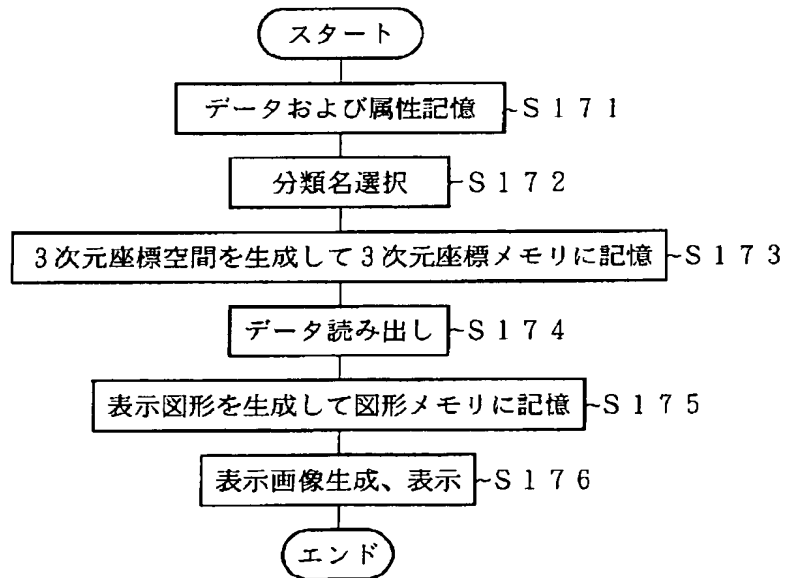 スタート
データおよび属性記憶 ~S171
分類名選択 ~S172
3次元座標空間を生成して3次元座標メモリに記憶 ~S173
データ読み出し ~S174
表示図形を生成して図形メモリに記憶 ~S175
表示画像生成、表示 ~S176
エンド